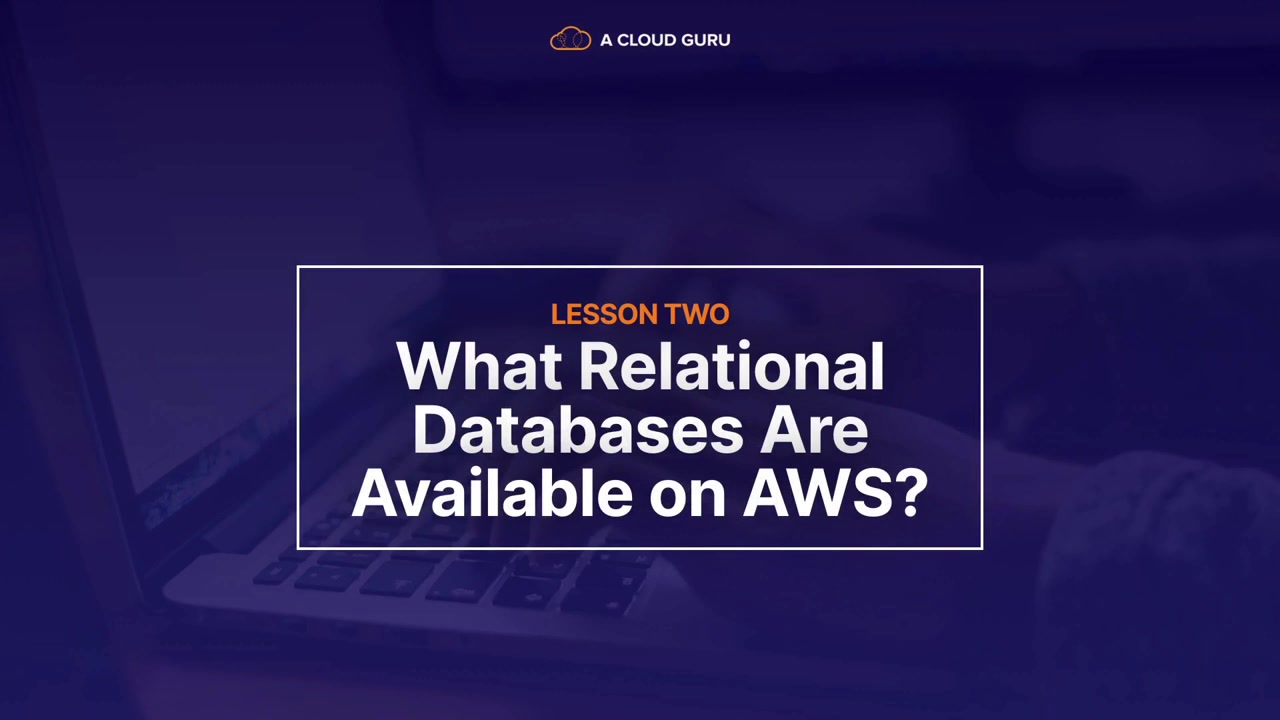 A CLOUD GURU
LESSON TWO
What Relational
Databases Are
Available on AWS?